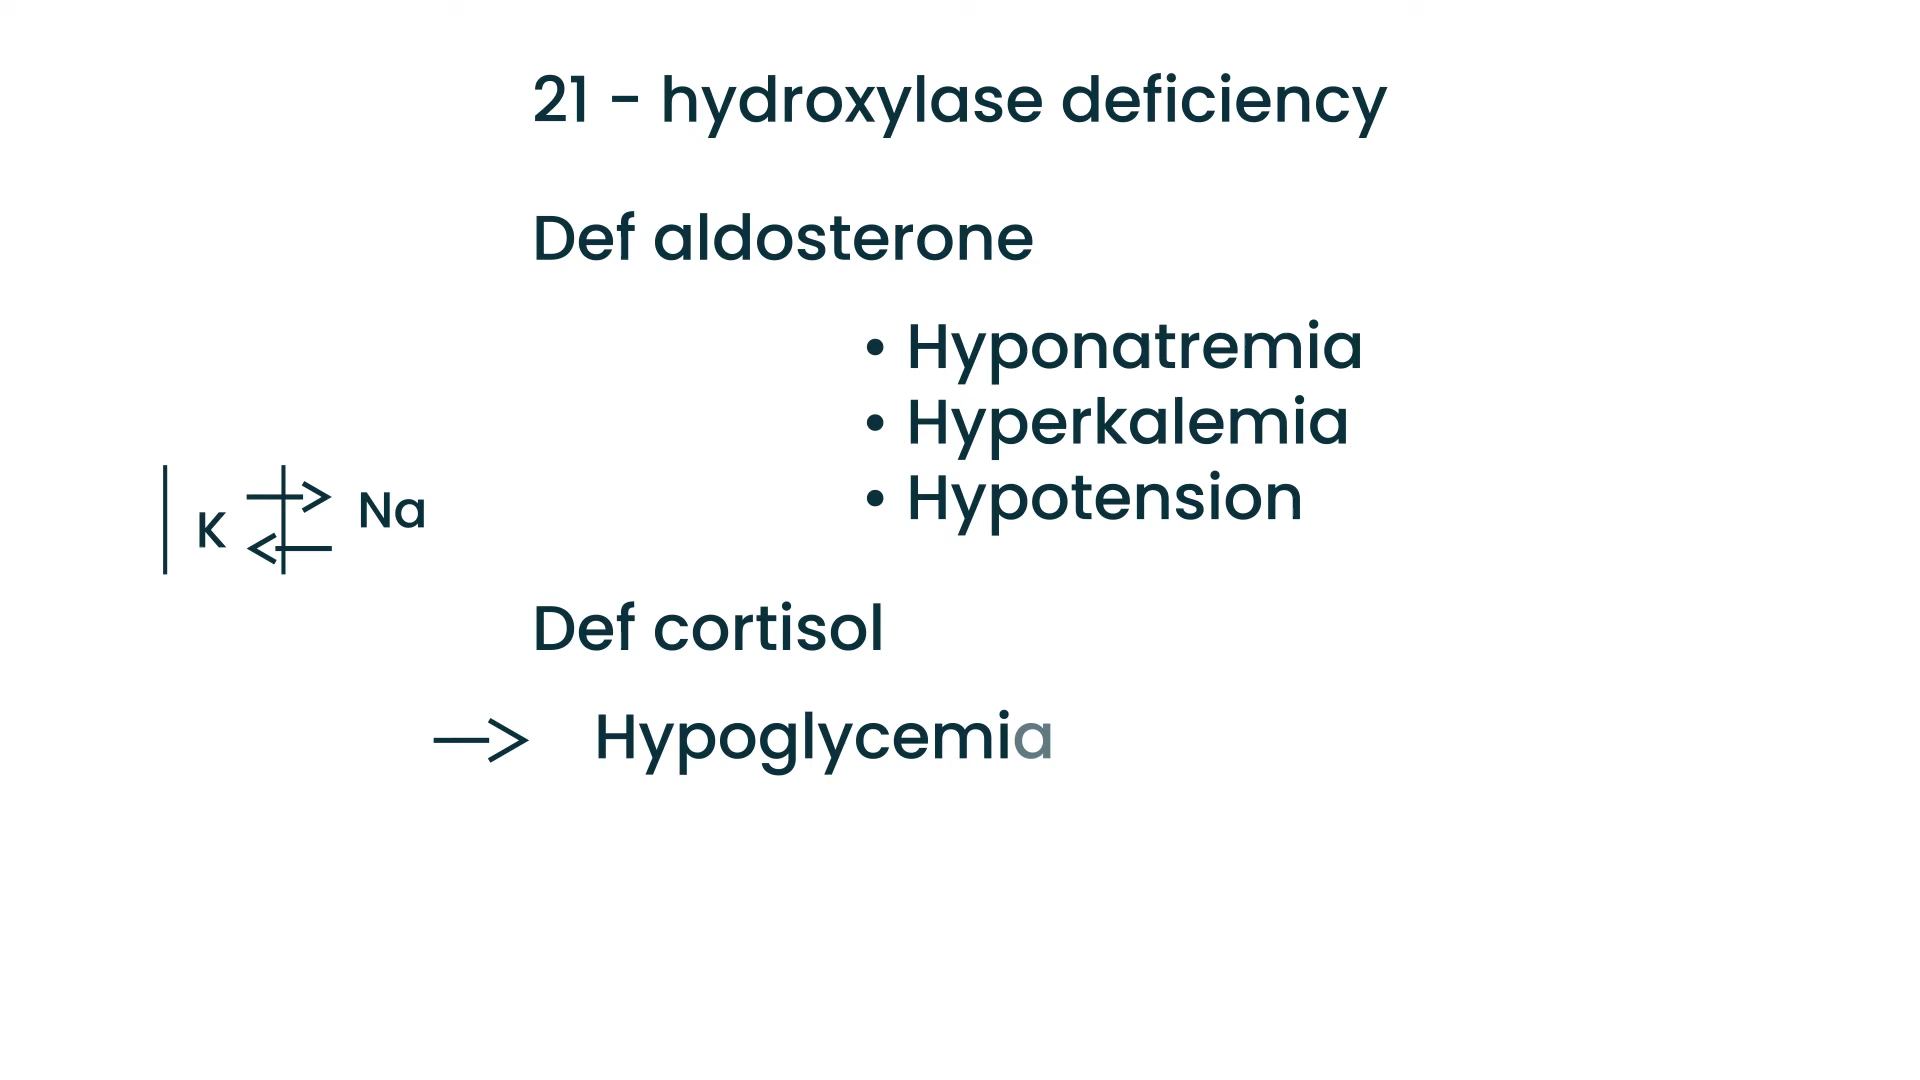 21 - hydroxylase deficiency
Def aldosterone
• Hyponatremia
• Hyperkalemia
• Hypotension
K Na
Def cortisol
Hypoglycemia